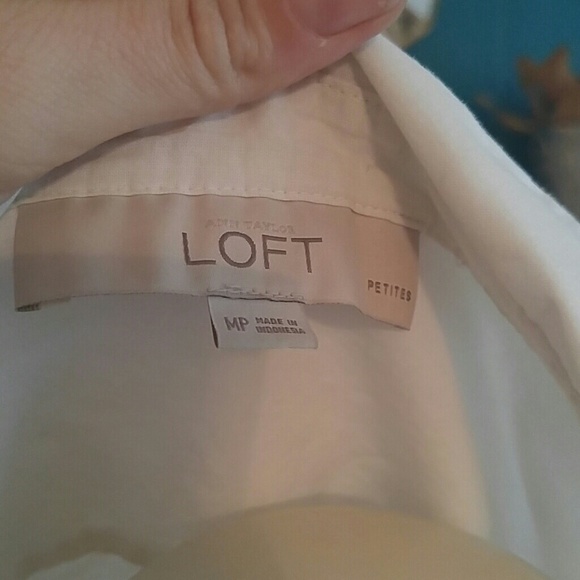 ANN TAYLOR
LOFT
PETITES
MP
MADE IN
INDONESIA